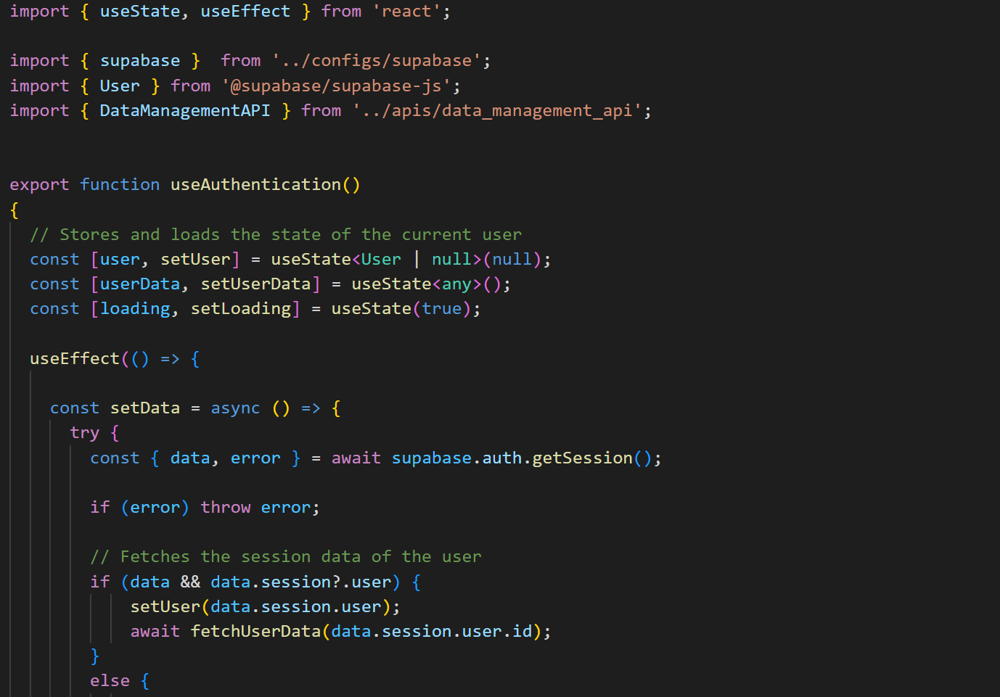 import { useState, useEffect } from 'react';
import { supabase }  from '../configs/supabase';
import { User } from '@supabase/supabase-js';
import { DataManagementAPI } from '../apis/data_management_api';
export function useAuthentication()
{
  // Stores and loads the state of the current user
  const [user, setUser] = useState<User | null>(null);
  const [userData, setUserData] = useState<any>();
  const [loading, setLoading] = useState(true);
  useEffect(() => {
    const setData = async () => {
      try {
        const { data, error } = await supabase.auth.getSession();
        if (error) throw error;
        // Fetches the session data of the user
        if (data && data.session?.user) {
            setUser(data.session.user);
            await fetchUserData(data.session.user.id);
        }
        else {